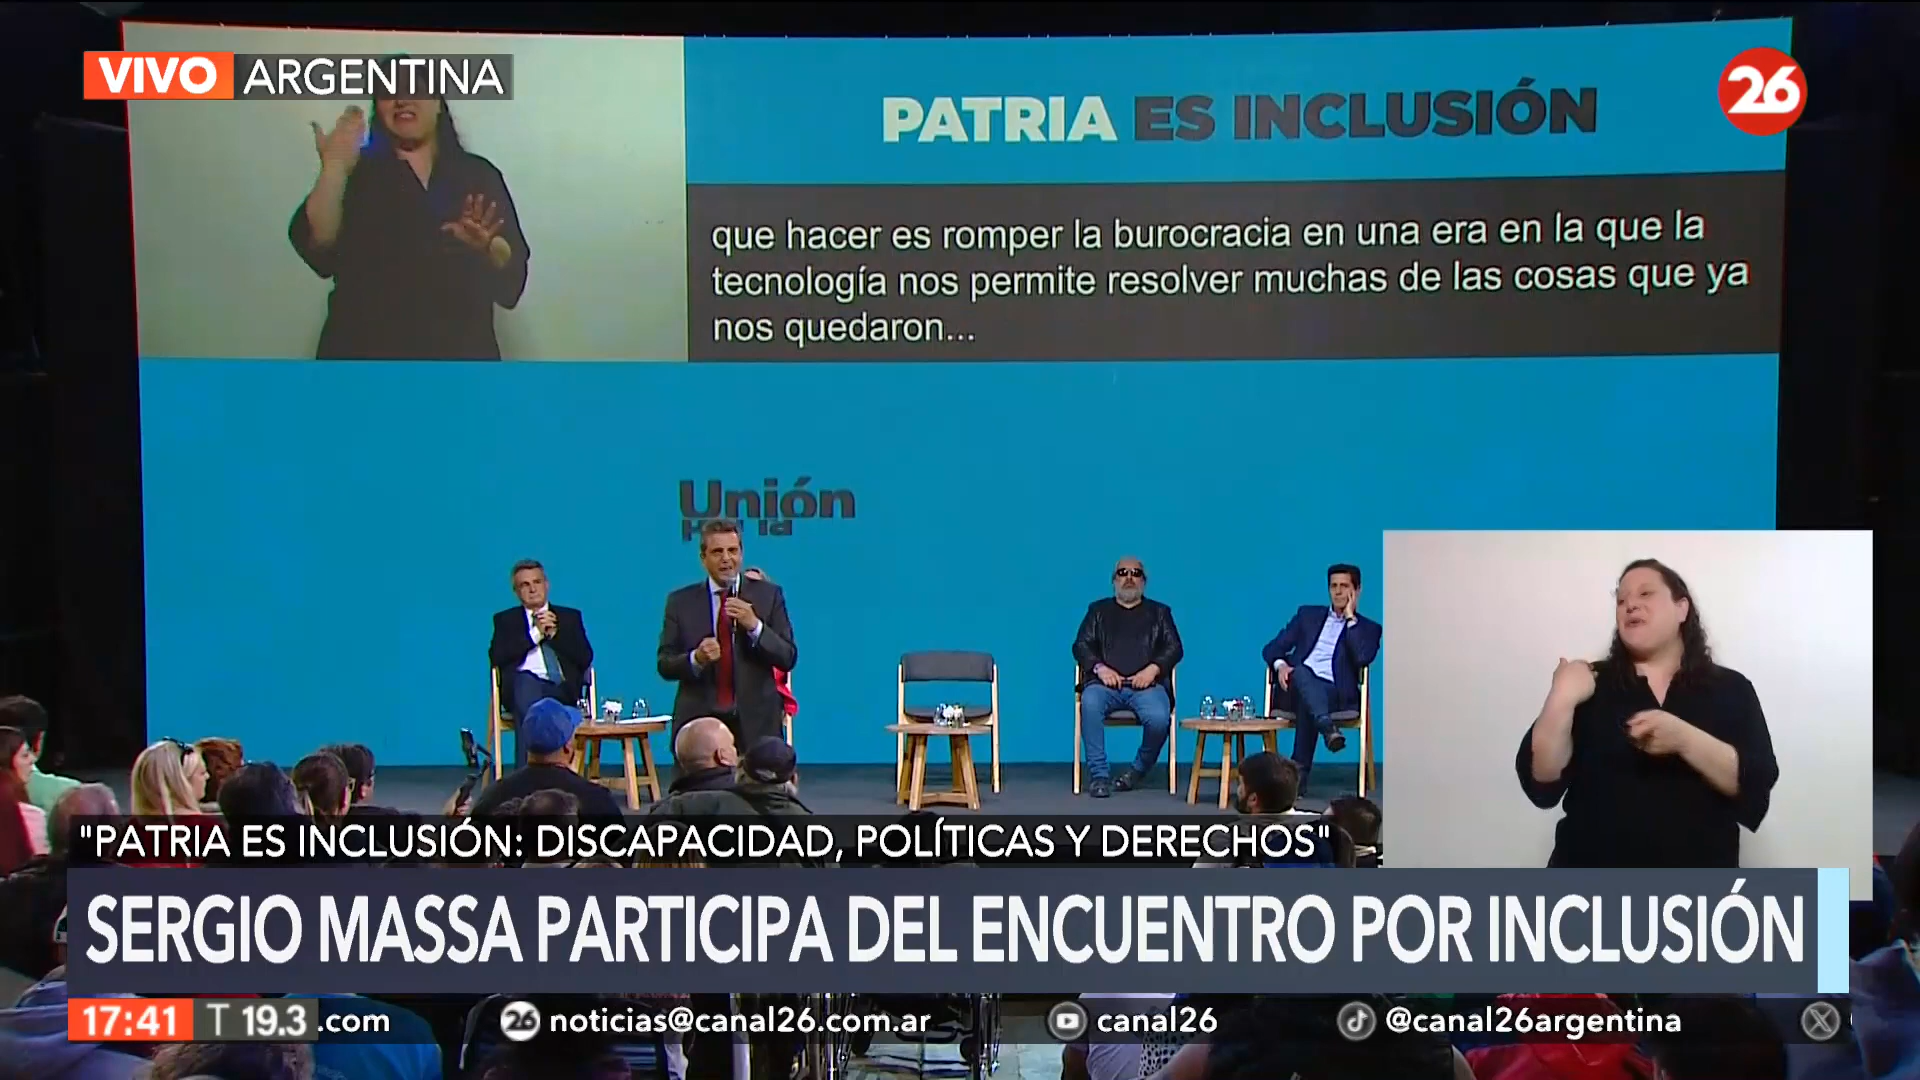 VIVO ARGENTINA
26
PATRIA ES INCLUSIÓN
que hacer es romper la burocracia en una era en la que la
tecnología nos permite resolver muchas de las cosas que ya
nos quedaron...
Unión
"PATRIA ES INCLUSIÓN: DISCAPACIDAD, POLÍTICAS Y DERECHOS"
SERGIO MASSA PARTICIPA DEL ENCUENTRO POR INCLUSIÓN
17:41 T 19.3 .com 26 noticias@canal26.com.ar canal26 @canal26argentina